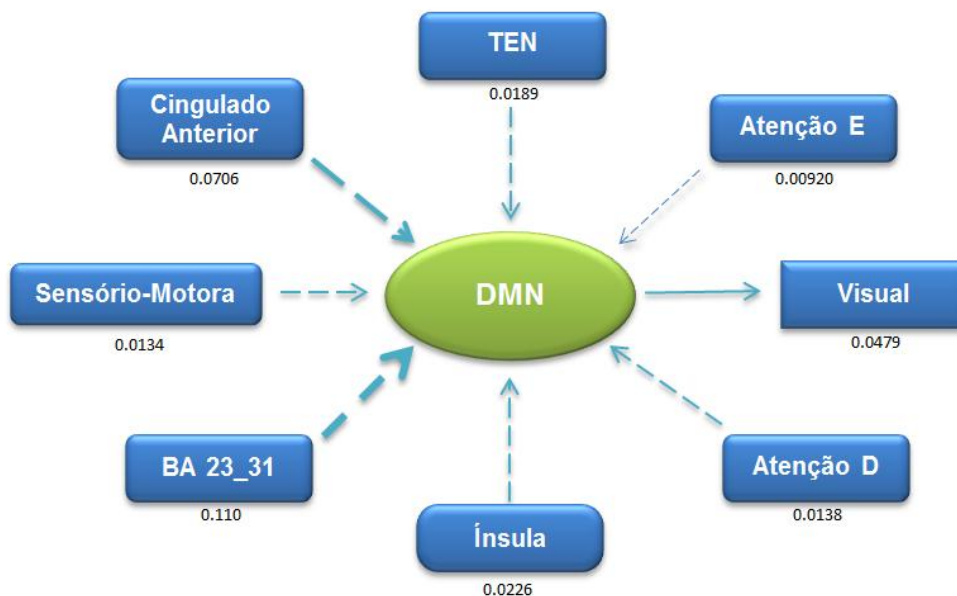 TEN
0.0189
Cingulado
Anterior
0.0706
Atenção E
0.00920
Sensório-Motora
0.0134
DMN
Visual
0.0479
BA 23_31
0.110
Ínsula
0.0226
Atenção D
0.0138